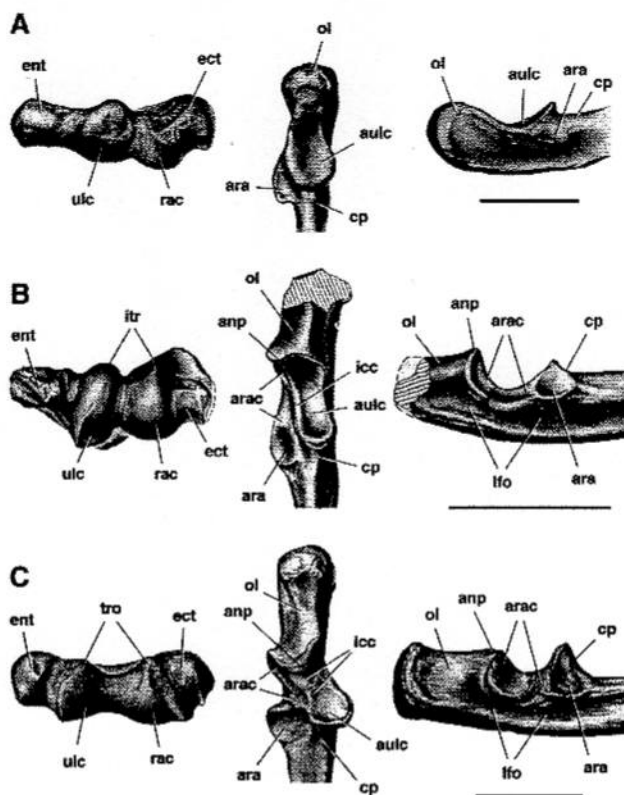 A
ol
ent
ect
ol
aulc
ara
cp
aulc
ara
ulc
rac
cp
B
ol
itr
anp
arac
cp
ent
anp
ol
icc
arac
aulc
ect
ulc
rac
cp
ara
lfo
ara
C
tro
ol
anp
arac
ent
ect
anp
icc
ol
cp
arac
aulc
ulc
rac
ara
cp
lfo
ara